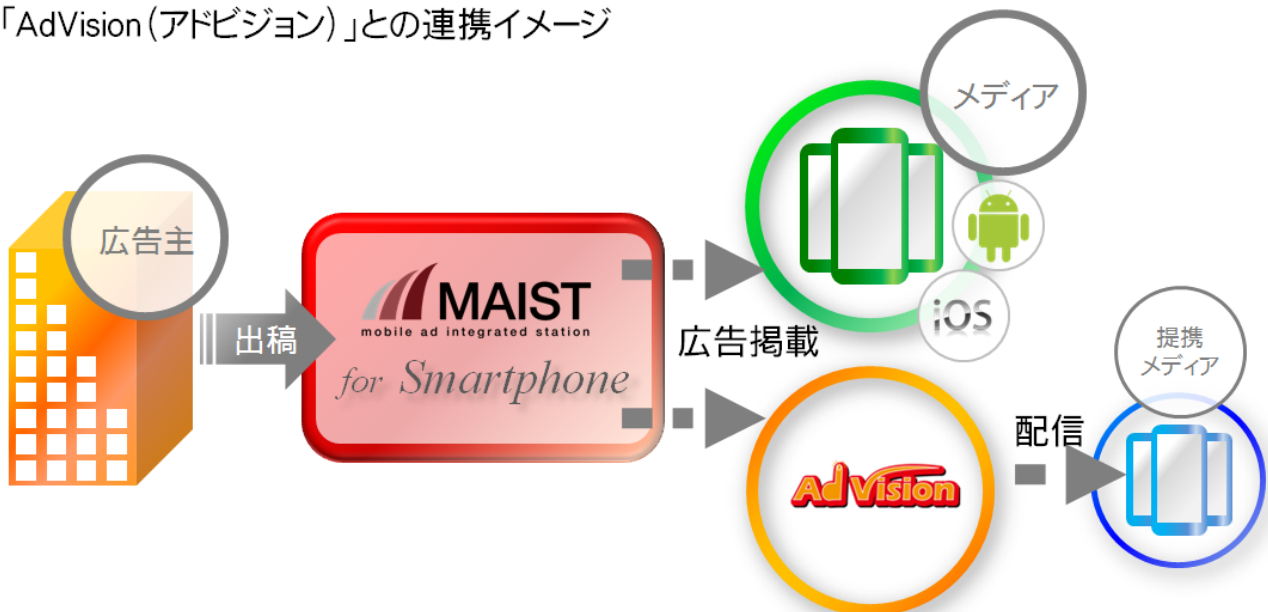 「AdVision(アドビジョン)」との連携イメージ
メディア
広告主
出稿
MAIST
mobile ad integrated station
for Smartphone
広告掲載
iOS
提携
メディア
AdVision
配信